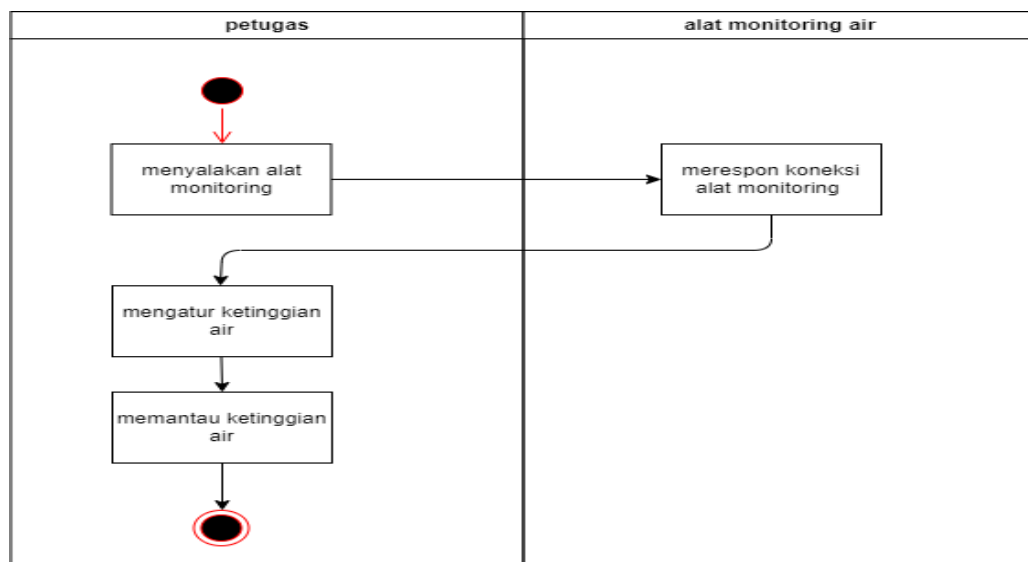 petugas
alat monitoring air
menyalakan alat
monitoring
merespon koneksi
alat monitoring
mengatur ketinggian
air
memantau ketinggian
air